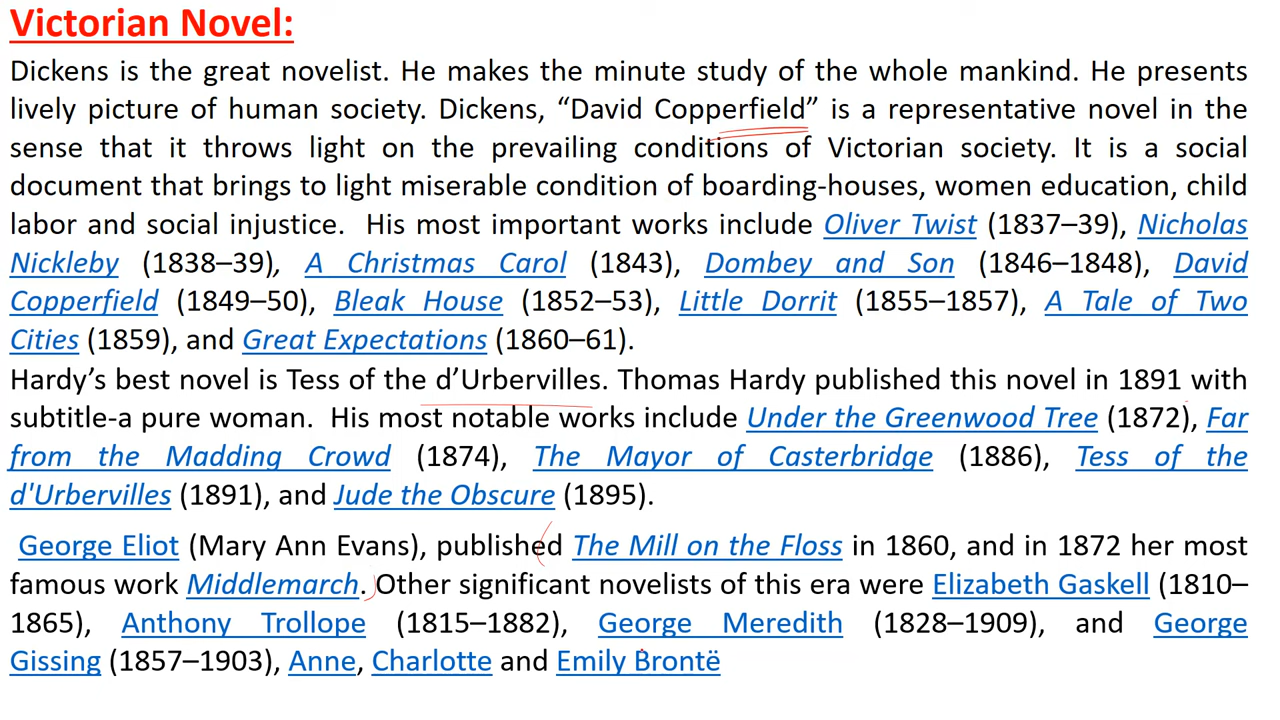 Victorian Novel:
Dickens is the great novelist. He makes the minute study of the whole mankind. He presents
lively picture of human society. Dickens, “David Copperfield” is a representative novel in the
sense that it throws light on the prevailing conditions of Victorian society. It is a social
document that brings to light miserable condition of boarding-houses, women education, child
labor and social injustice. His most important works include Oliver Twist (1837–39), Nicholas
Nickleby (1838–39), A Christmas Carol (1843), Dombey and Son (1846–1848), David
Copperfield (1849–50), Bleak House (1852–53), Little Dorrit (1855–1857), A Tale of Two
Cities (1859), and Great Expectations (1860–61).
Hardy’s best novel is Tess of the d’Urbervilles. Thomas Hardy published this novel in 1891 with
subtitle-a pure woman. His most notable works include Under the Greenwood Tree (1872), Far
from the Madding Crowd (1874), The Mayor of Casterbridge (1886), Tess of the
d'Urbervilles (1891), and Jude the Obscure (1895).
George Eliot (Mary Ann Evans), published The Mill on the Floss in 1860, and in 1872 her most
famous work Middlemarch. Other significant novelists of this era were Elizabeth Gaskell (1810–
1865), Anthony Trollope (1815–1882), George Meredith (1828–1909), and George
Gissing (1857–1903), Anne, Charlotte and Emily Brontë